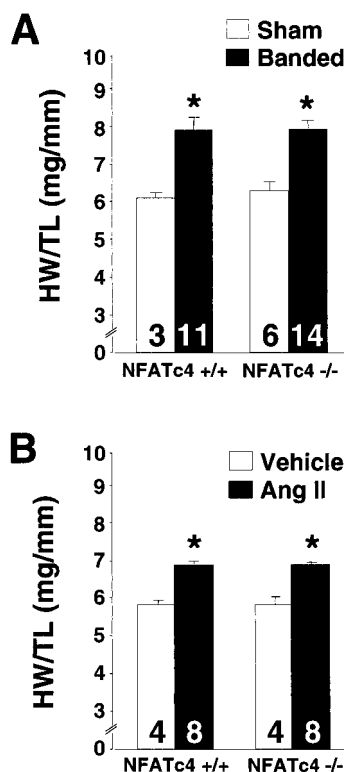 A
Sham
Banded
HW/TL (mg/mm)
10
9
8
7
6
5
4
3
0
* *
3 11 6 14
NFATc4 +/+ NFATc4 -/-
B
Vehicle
Ang II
HW/TL (mg/mm)
10
9
8
7
6
5
4
3
0
* *
4 8 4 8
NFATc4 +/+ NFATc4 -/-